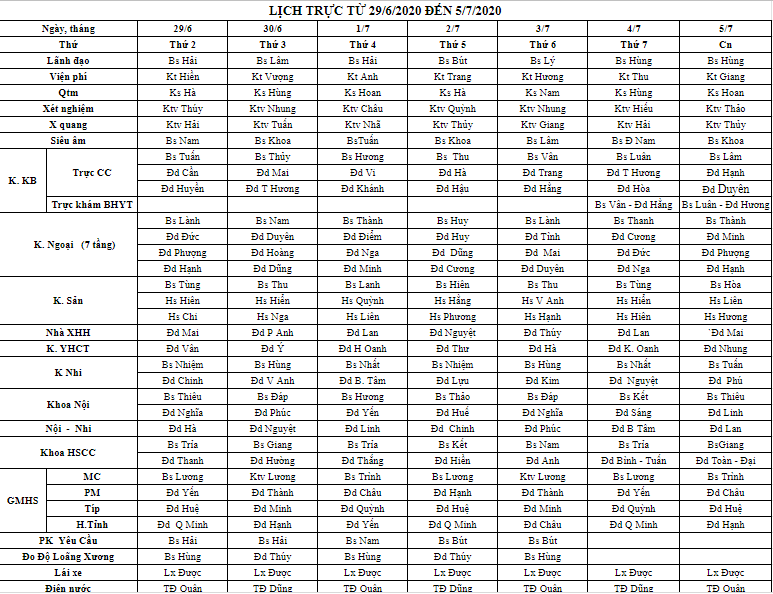 LỊCH TRỰC TỪ 29/6/2020 ĐẾN 5/7/2020
Ngày, tháng 29/6 30/6 1/7 2/7 3/7 4/7 5/7
Thứ Thứ 2 Thứ 3 Thứ 4 Thứ 5 Thứ 6 Thứ 7 Cn
Lãnh đạo Bs Hải Bs Lâm Bs Hải Bs Bút Bs Lý Bs Hùng Bs Hùng
Viện phí Kt Hiền Kt Vượng Kt Anh Kt Trang Kt Hương Kt Thu Kt Giang
Qtm Ks Hà Ks Hùng Ks Hoan Ks Hà Ks Nam Ks Hùng Ks Hoan
Xét nghiệm Ktv Thúy Ktv Nhung Ktv Châu Ktv Quỳnh Ktv Nhung Ktv Hiếu Ktv Thảo
X quang Ktv Hải Ktv Tuấn Ktv Nhã Ktv Thúy Ktv Giang Ktv Hải Ktv Thúy
Siêu âm Bs Nam Bs Khoa BsTuấn Bs Khoa Bs Lâm Bs Đ Nam Bs Khoa
Bs Tuấn Bs Thúy Bs Hương Bs Thu Bs Vân Bs Luân Bs Lâm
K. KB Trực CC Đd Cần Đd Mai Đd Vi Đd Hà Đd Trang Đd T Hương Đd Hạnh
Đd Huyền Đd T Hương Đd Khánh Đd Hậu Đd Hằng Đd Hòa Đd Duyên
Trực khám BHYT Bs Vân - Đd Hằng Bs Luân - Đd Hương
Bs Lành Bs Nam Bs Thành Bs Huy Bs Lành Bs Thanh Bs Thành
K. Ngoại (7 tầng) Đd Đức Đd Duyên Đd Điểm Đd Huy Đd Tỉnh Đd Cương Đd Minh
Đd Phượng Đd Hoàng Đd Nga Đd Dũng Đd Mai Đd Đức Đd Phượng
Đd Hạnh Đd Dũng Đd Minh Đd Cương Đd Duyên Đd Nga Đd Hạnh
Bs Tùng Bs Thu Bs Lanh Bs Hiên Bs Thu Bs Tùng Bs Hòa
K. Sản Hs Hiên Hs Hiền Hs Quỳnh Hs Hằng Hs V Anh Hs Hiền Hs Liên
Hs Chi Hs Nga Hs Liên Hs Phương Hs Hạnh Hs Hiên Hs Hương
Nhà XHH Đd Mai Đd P Anh Đd Lan Đd Nguyệt Đd Thúy Đd Lan `Đd Mai
K. YHCT Đd Vân Đd Ý Đd H Oanh Đd Thư Đd Hà Đd K. Oanh Đd Nhung
K Nhi Bs Nhiệm Bs Hùng Bs Nhất Bs Nhiệm Bs Hùng Bs Nhất Bs Tuấn
Đd Chinh Đd V Anh Đd B. Tâm Đd Lựu Đd Kim Đd Nguyệt Đd Phú
Khoa Nội Bs Thiêu Bs Đáp Bs Hương Bs Thảo Bs Đáp Bs Kết Bs Thiêu
Đd Nghĩa Đd Phúc Đd Yến Đd Huế Đd Nghĩa Đd Sáng Đd Linh
Nội - Nhi Đd Hà Đd Nguyệt Đd Linh Đd Chinh Đd Phúc Đd B Tâm Đd Lan
Khoa HSCC Bs Tría Bs Giang Bs Tría Bs Kết Bs Nam Bs Tría BsGiang
Đd Thanh Đd Hường Đd Thắng Đd Hiền Đd Anh Đd Bình - Tuấn Đd Toàn - Đại
GMHS MC Bs Lương Ktv Lương Bs Trình Bs Lương Ktv Lương Bs Lương Bs Trình
PM Đd Yến Đd Thành Đd Châu Đd Hạnh Đd Thành Đd Yến Đd Châu
Típ Đd Huệ Đd Minh Đd Quỳnh Đd Huệ Đd Minh Đd Quỳnh Đd Huệ
H.Tỉnh Đd Q Minh Đd Hạnh Đd Yến Đd Q Minh Đd Châu Đd Q Minh Đd Hạnh
PK Yêu Cầu Bs Hải Bs Hải Bs Nam Bs Bút Bs Bút
Đo Độ Loãng Xương Bs Hùng Đd Thúy Bs Hùng Đd Thúy Bs Hùng
Lái xe Lx Được Lx Được Lx Được Lx Được Lx Được Lx Được Lx Được
Điện nước TĐ Quân TĐ Dũng TĐ Quân TĐ Dũng TĐ Quân TĐ Dũng TĐ Quân